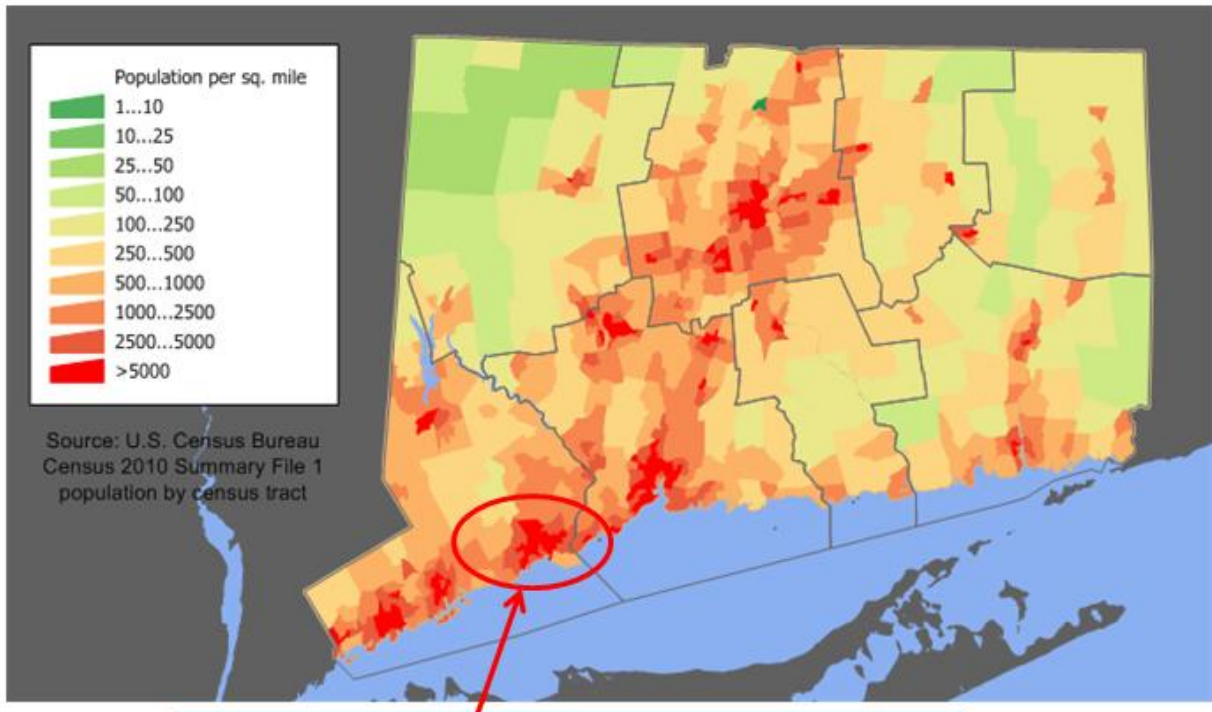 Population per sq. mile
1...10
10...25
25...50
50...100
100...250
250...500
500...1000
1000...2500
2500...5000
>5000
Source: U.S. Census Bureau
Census 2010 Summary File 1
population by census tract